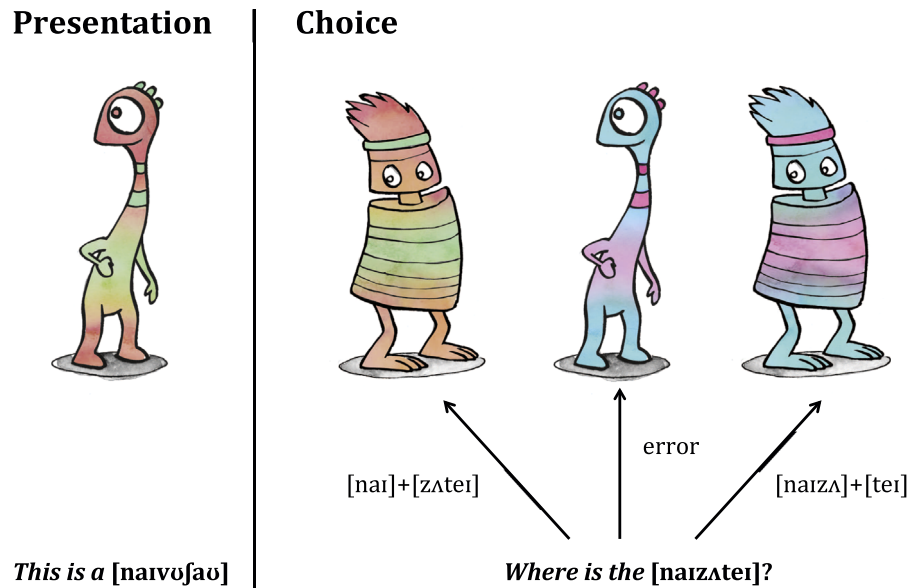 Presentation
Choice
error
[naɪ]+[zʌteɪ]
[naɪzʌ]+[teɪ]
This is a [naɪvʊʃaʊ]
Where is the [naɪzʌteɪ]?